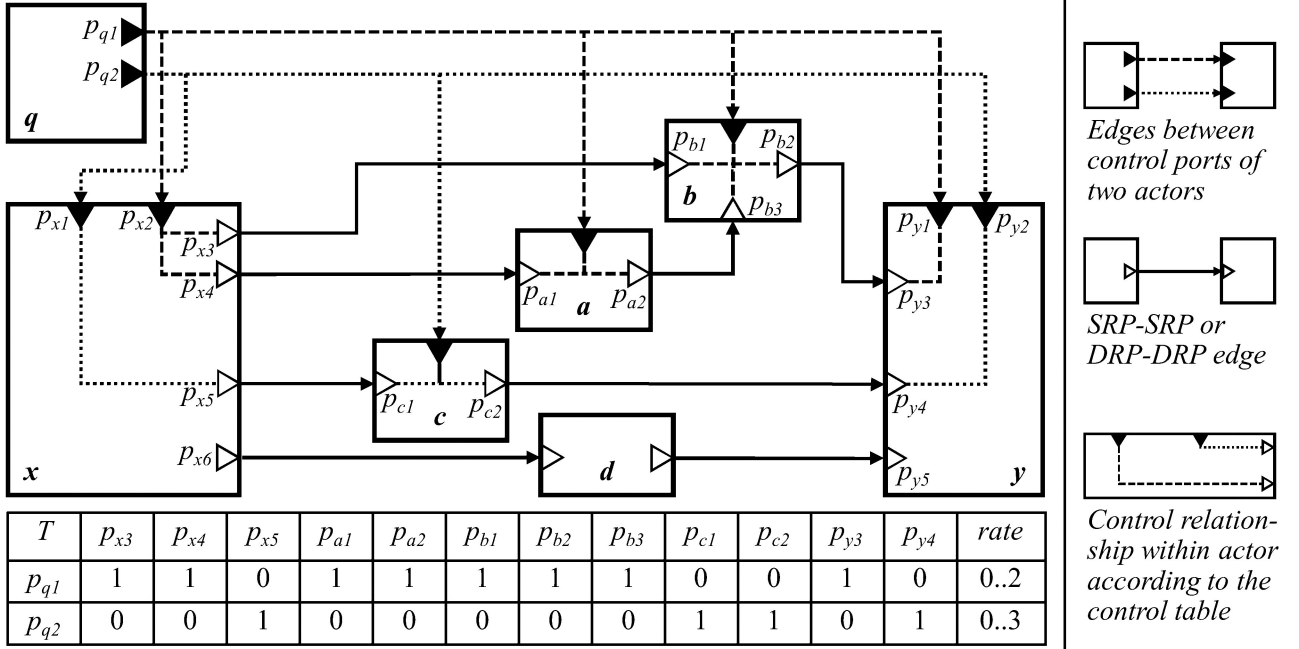 p_q1
p_q2
q
p_x1 p_x2
p_x3
p_x4
p_x5
p_x6
x
p_b1 p_b2
b
p_b3
p_a1 p_a2
a
p_c1 p_c2
c
d
p_y1 p_y2
p_y3
p_y4
p_y5
y
T p_x3 p_x4 p_x5 p_a1 p_a2 p_b1 p_b2 p_b3 p_c1 p_c2 p_y3 p_y4 rate
p_q1 1 1 0 1 1 1 1 1 0 0 1 0 0..2
p_q2 0 0 1 0 0 0 0 0 1 1 0 1 0..3
Edges between
control ports of
two actors
SRP-SRP or
DRP-DRP edge
Control relation-
ship within actor
according to the
control table